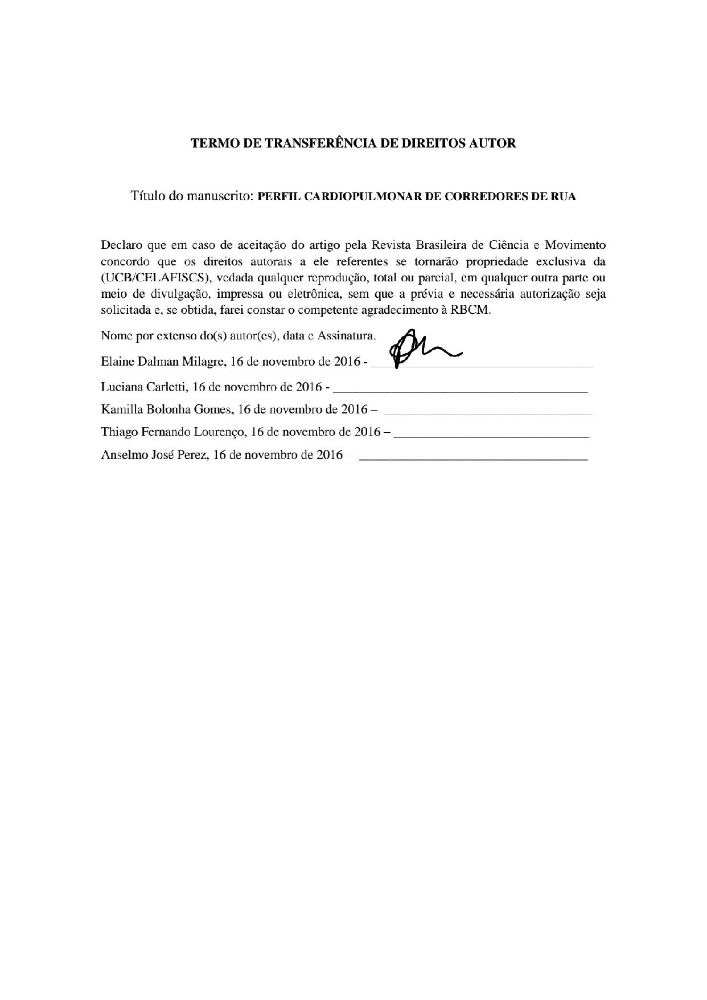 TERMO DE TRANSFERÊNCIA DE DIREITOS AUTOR
Título do manuscrito: PERFIL CARDIOPULMONAR DE CORREDORES DE RUA
Declaro que em caso de aceitação do artigo pela Revista Brasileira de Ciência e Movimento
concordo que os direitos autorais a ele referentes se tornarão propriedade exclusiva da
(UCB/CELAFISCS), vedada qualquer reprodução, total ou parcial, em qualquer outra parte ou
meio de divulgação, impressa ou eletrônica, sem que a prévia e necessária autorização seja
solicitada e, se obtida, farei constar o competente agradecimento à RBCM.
Nome por extenso do(s) autor(es), data e Assinatura.
Elaine Dalman Milagre, 16 de novembro de 2016 - ___________________________________
Luciana Carletti, 16 de novembro de 2016 - ________________________________________
Kamilla Bolonha Gomes, 16 de novembro de 2016 – _________________________________
Thiago Fernando Lourenço, 16 de novembro de 2016 – _______________________________
Anselmo José Perez, 16 de novembro de 2016 – ____________________________________